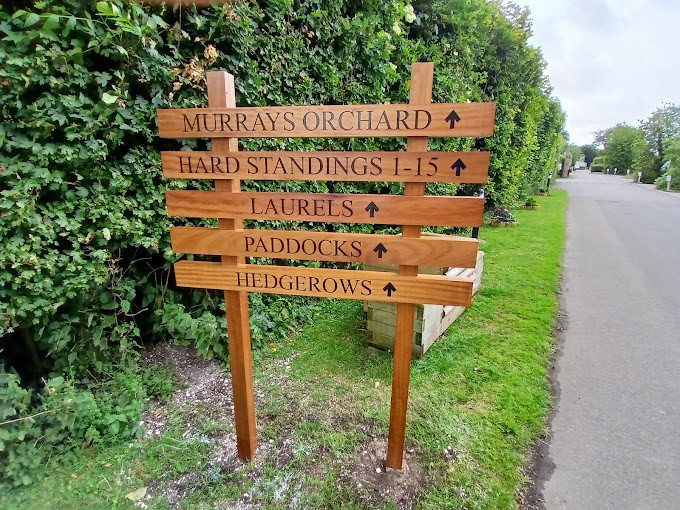 MURRAYS ORCHARD ↑
HARD STANDINGS 1-15 ↑
LAURELS ↑
PADDOCKS ↑
HEDGEROWS ↑